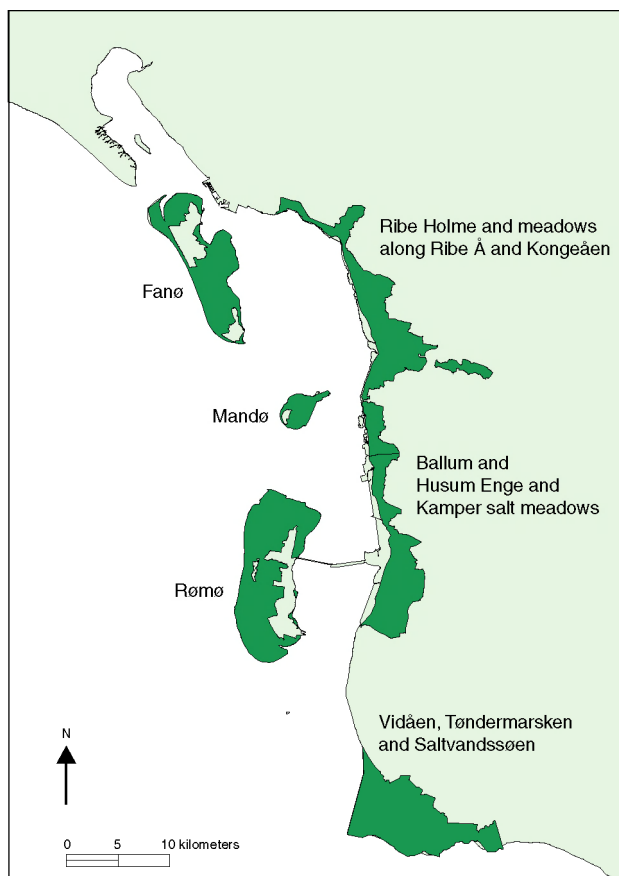 Ribe Holme and meadows
along Ribe Å and Kongeåen
Fanø
Mandø
Ballum and
Husum Enge and
Kamper salt meadows
Rømø
Vidåen, Tøndermarsken
and Saltvandssøen
N
0 5 10 kilometers